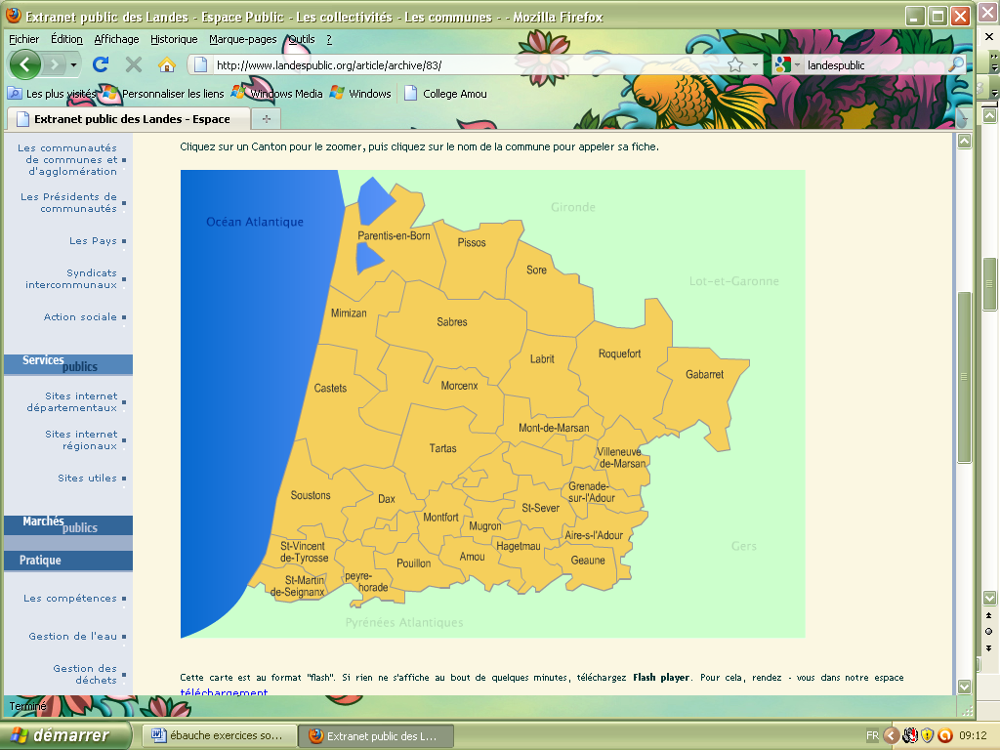 Extranet public des Landes - Espace Public - Les collectivités - Les communes - - Mozilla Firefox
Fichier Édition Affichage Historique Marque-pages Outils ?
http://www.landespublic.org/article/archive/83/
landespublic
Les plus visités Personnaliser les liens Windows Media Windows College Amou
Extranet public des Landes - Espace
Les communautés
de communes et
d'agglomération
Les Présidents de
communautés
Les Pays
Syndicats
intercommunaux
Action sociale
Services
publics
Sites internet
départementaux
Sites internet
régionaux
Sites utiles
Marchés
publics
Pratique
Les compétences
Gestion de l'eau
Gestion des
déchets
Cliquez sur un Canton pour le zoomer, puis cliquez sur le nom de la commune pour appeler sa fiche.
Océan Atlantique
Gironde
Parentis-en-Born
Pissos
Sore
Lot-et-Garonne
Mimizan
Sabres
Labrit
Roquefort
Gabarret
Castets
Morcenx
Mont-de-Marsan
Tartas
Villeneuve
de-Marsan
Soustons
Dax
Grenade-
sur-l'Adour
St-Sever
Montfort
Mugron
Aire-s-l'Adour
St-Vincent
de-Tyrosse
Hagetmau
Gers
Pouillon
Amou
Geaune
St-Martin
de-Seignanx
peyre-
horade
Pyrénées Atlantiques
Cette carte est au format "flash". Si rien ne s'affiche au bout de quelques minutes, téléchargez Flash player. Pour cela, rendez - vous dans notre espace
téléchargement
Terminé
démarrer
ébauche exercices so...
Extranet public des L...
FR
09:12